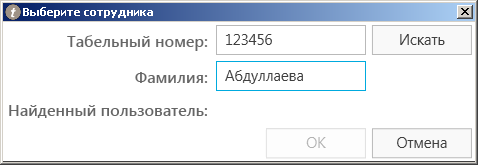 Выберите сотрудника
Табельный номер: 123456 Искать
Фамилия: Абдуллаева
Найденный пользователь:
OK Отмена